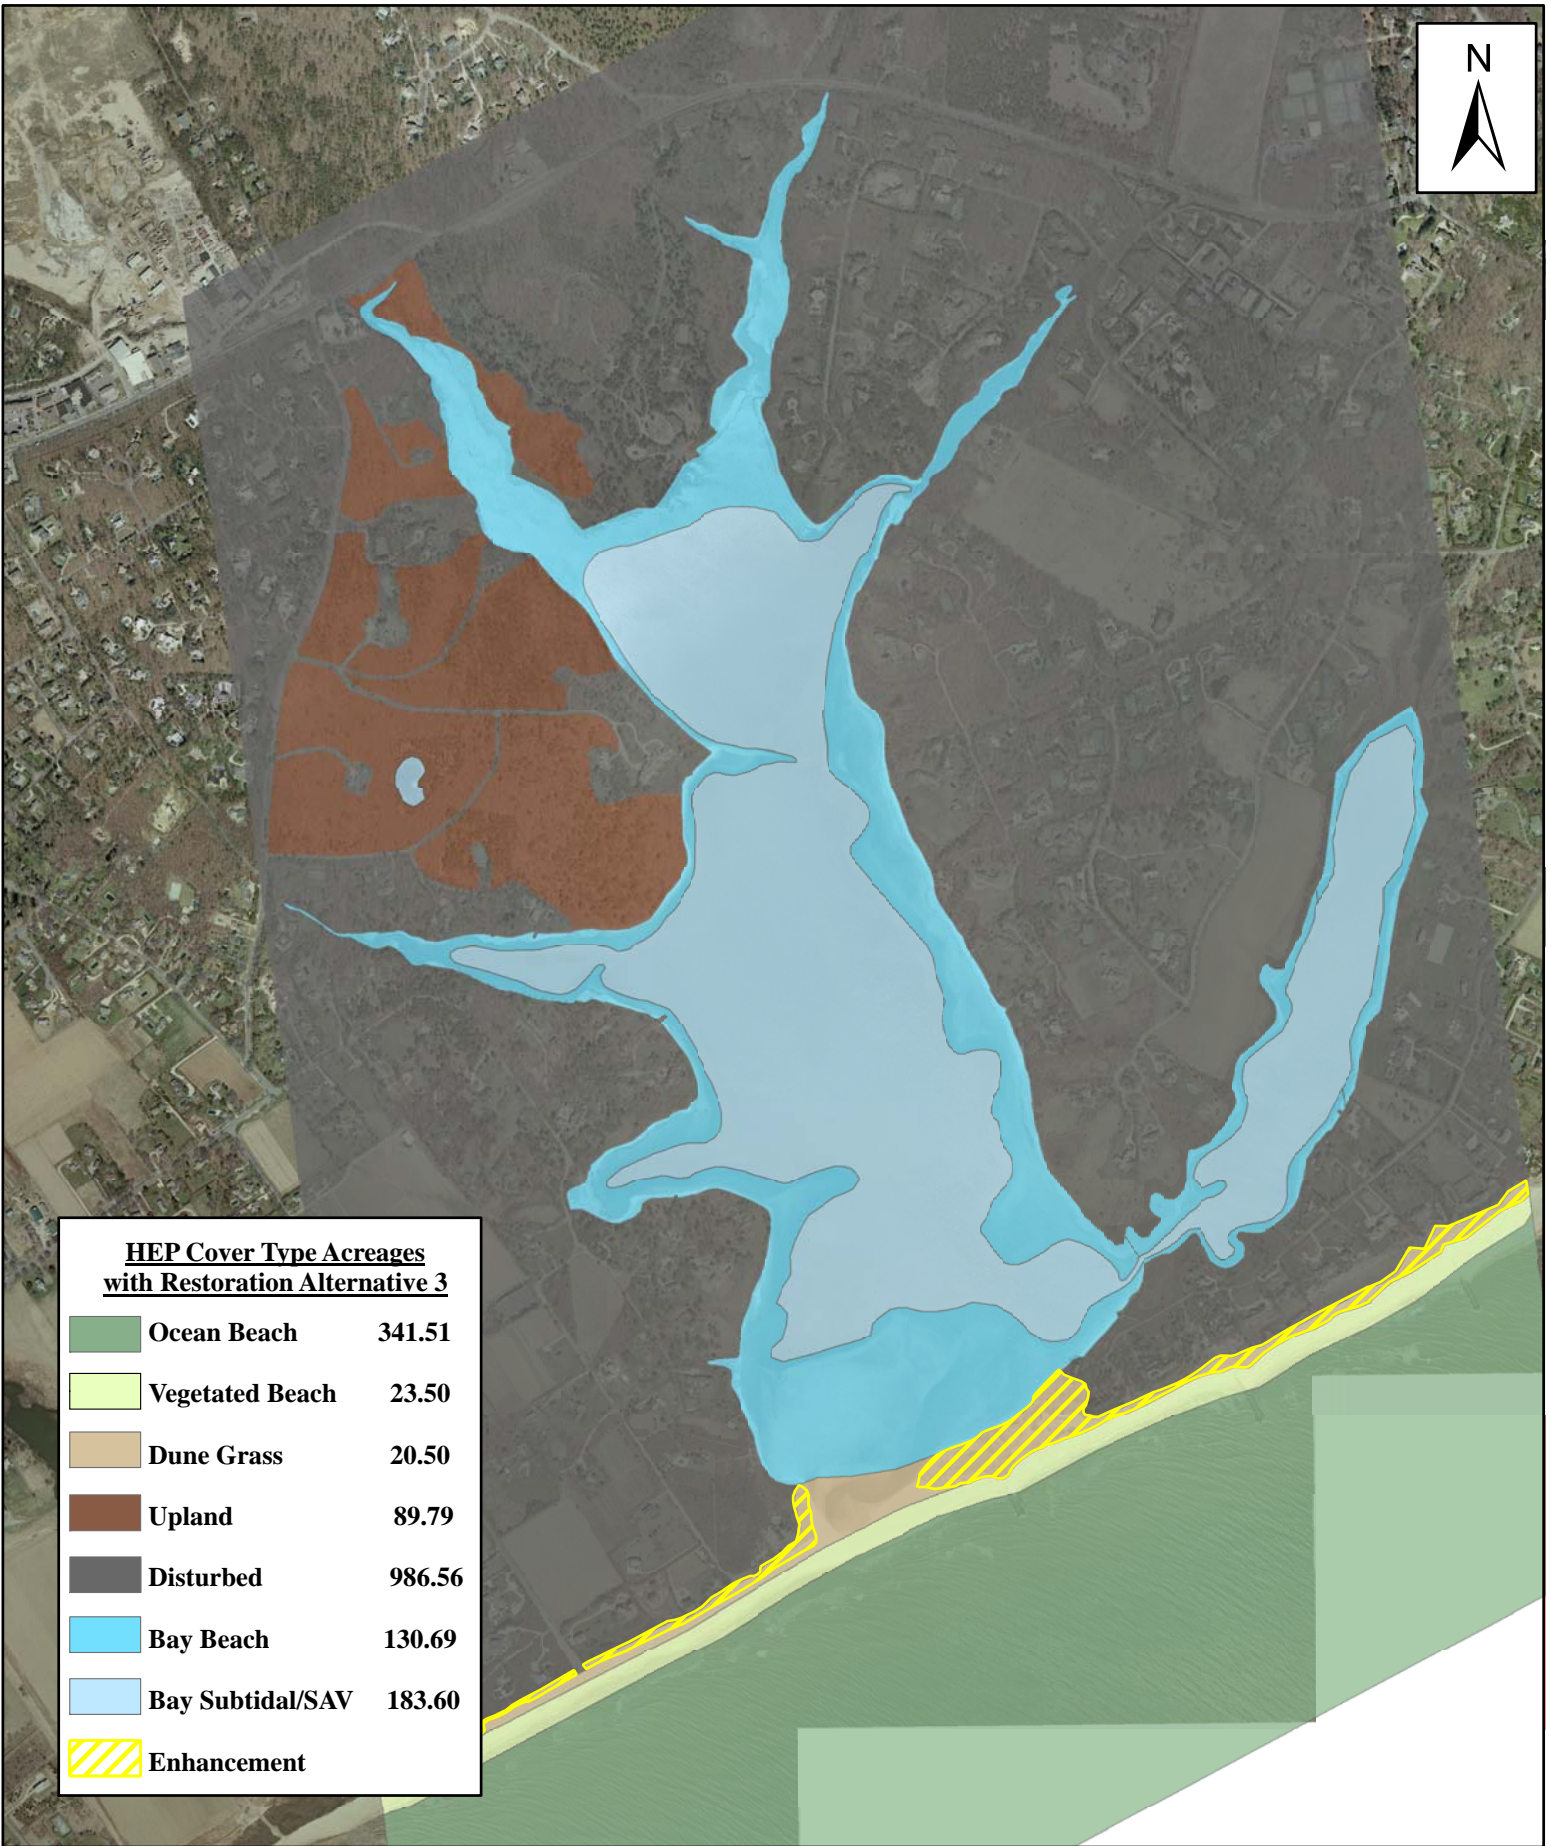 N
HEP Cover Type Acreages
with Restoration Alternative 3
Ocean Beach 341.51
Vegetated Beach 23.50
Dune Grass 20.50
Upland 89.79
Disturbed 986.56
Bay Beach 130.69
Bay Subtidal/SAV 183.60
Enhancement